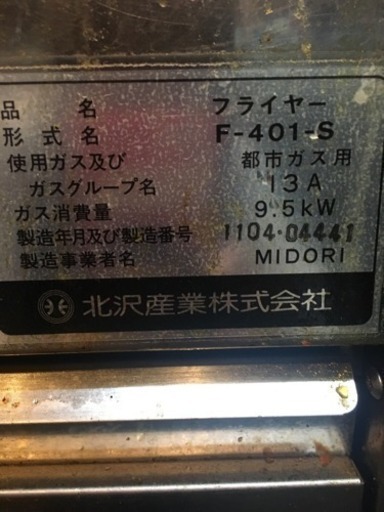 品名 フライヤー
形式名 F-401-S
使用ガス及び 都市ガス用
ガスグループ名 13A
ガス消費量 9.5kW
製造年月及び製造番号 1104-04441
製造事業者名 MIDORI
北沢産業株式会社